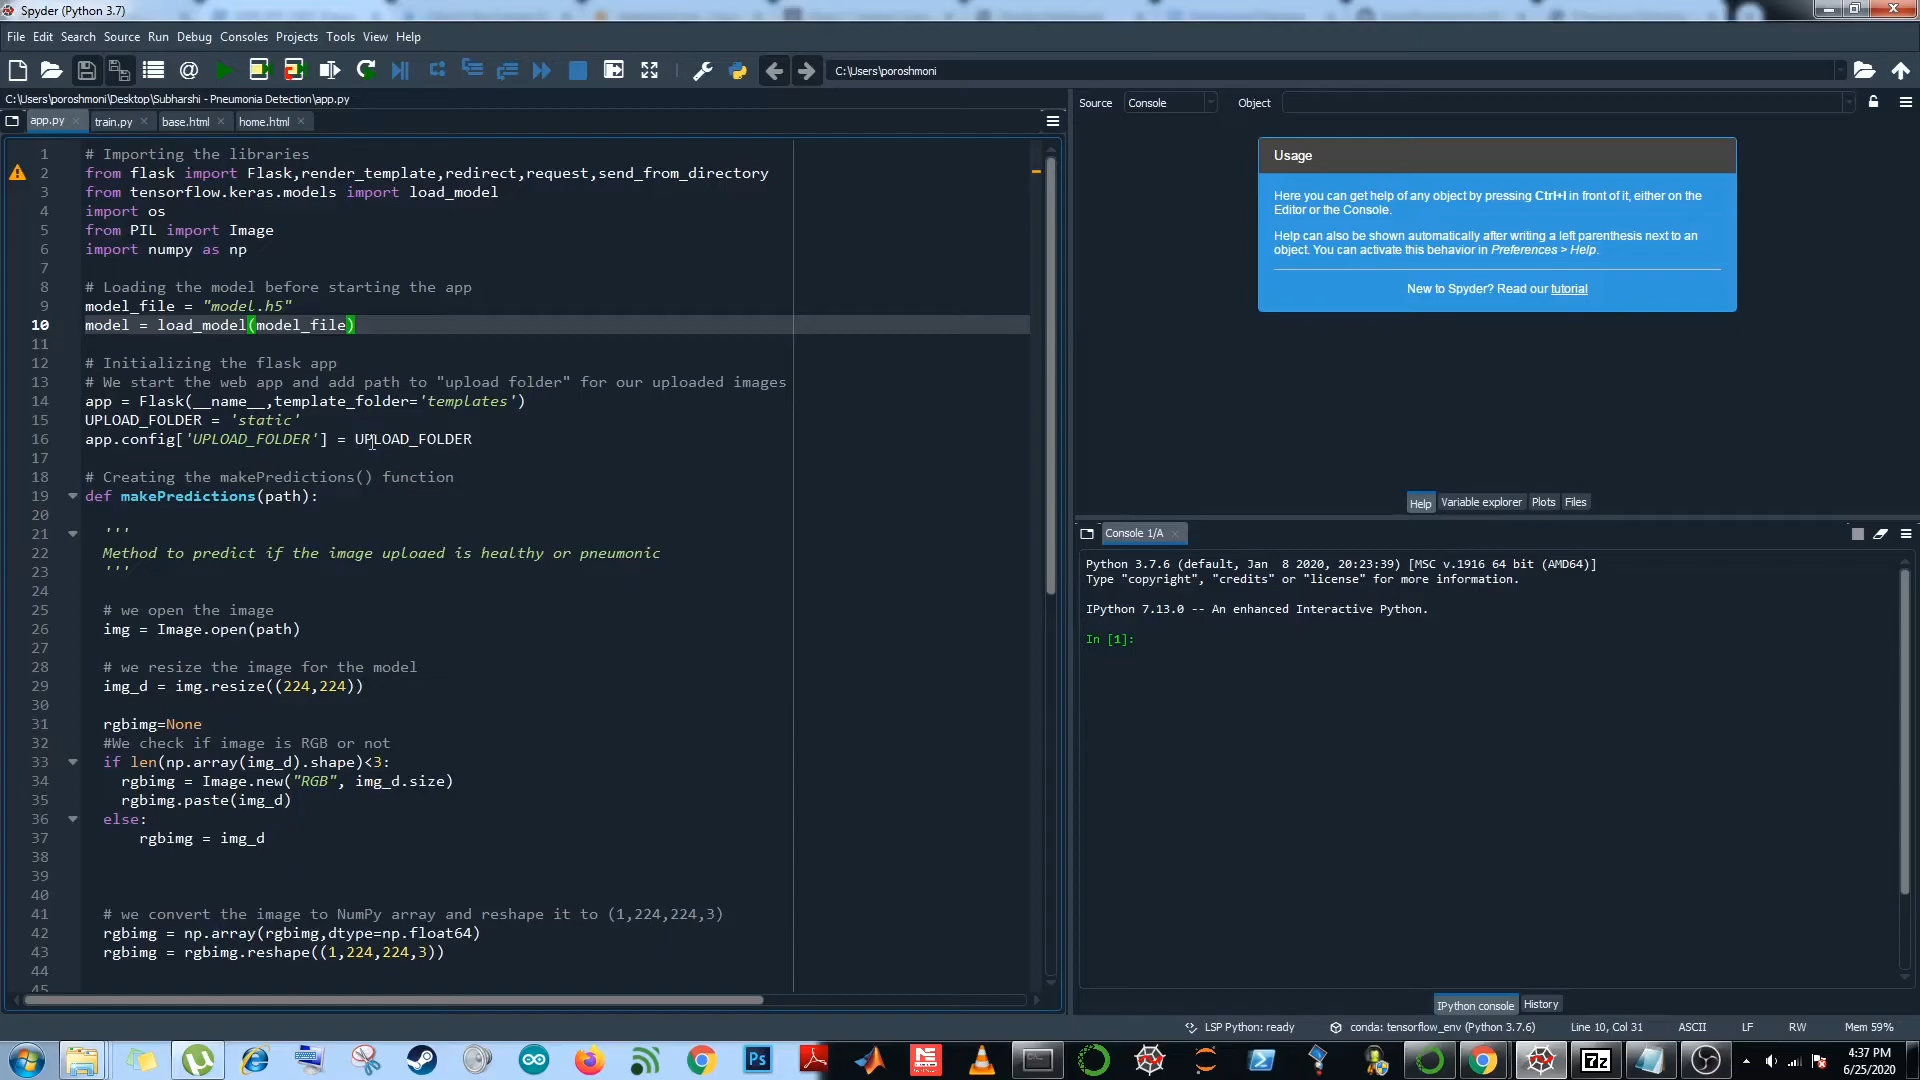 Spyder (Python 3.7)
File Edit Search Source Run Debug Consoles Projects Tools View Help
C:\Users\poroshmoni
C:\Users\poroshmoni\Desktop\Subharshi - Pneumonia Detection\app.py
app.py train.py base.html home.html
1 # Importing the libraries
2 from flask import Flask,render_template,redirect,request,send_from_directory
3 from tensorflow.keras.models import load_model
4 import os
5 from PIL import Image
6 import numpy as np
7
8 # Loading the model before starting the app
9 model_file = "model.h5"
10 model = load_model(model_file)
11
12 # Initializing the flask app
13 # We start the web app and add path to "upload folder" for our uploaded images
14 app = Flask(__name__,template_folder='templates')
15 UPLOAD_FOLDER = 'static'
16 app.config['UPLOAD_FOLDER'] = UPLOAD_FOLDER
17
18 # Creating the makePredictions() function
19 def makePredictions(path):
20
21 '''
22 Method to predict if the image uploaed is healthy or pneumonic
23 '''
24
25 # we open the image
26 img = Image.open(path)
27
28 # we resize the image for the model
29 img_d = img.resize((224,224))
30
31 rgbimg=None
32 #We check if image is RGB or not
33 if len(np.array(img_d).shape)<3:
34 rgbimg = Image.new("RGB", img_d.size)
35 rgbimg.paste(img_d)
36 else:
37 rgbimg = img_d
38
39
40
41 # we convert the image to NumPy array and reshape it to (1,224,224,3)
42 rgbimg = np.array(rgbimg,dtype=np.float64)
43 rgbimg = rgbimg.reshape((1,224,224,3))
44
45
Source Console Object
Usage
Here you can get help of any object by pressing Ctrl+I in front of it, either on the
Editor or the Console.
Help can also be shown automatically after writing a left parenthesis next to an
object. You can activate this behavior in Preferences > Help.
New to Spyder? Read our tutorial
Help Variable explorer Plots Files
Console 1/A
Python 3.7.6 (default, Jan  8 2020, 20:23:39) [MSC v.1916 64 bit (AMD64)]
Type "copyright", "credits" or "license" for more information.
IPython 7.13.0 -- An enhanced Interactive Python.
In [1]:
IPython console History
LSP Python: ready conda: tensorflow_env (Python 3.7.6) Line 10, Col 31 ASCII LF RW Mem 59%
Ps 7z
4:37 PM
6/25/2020